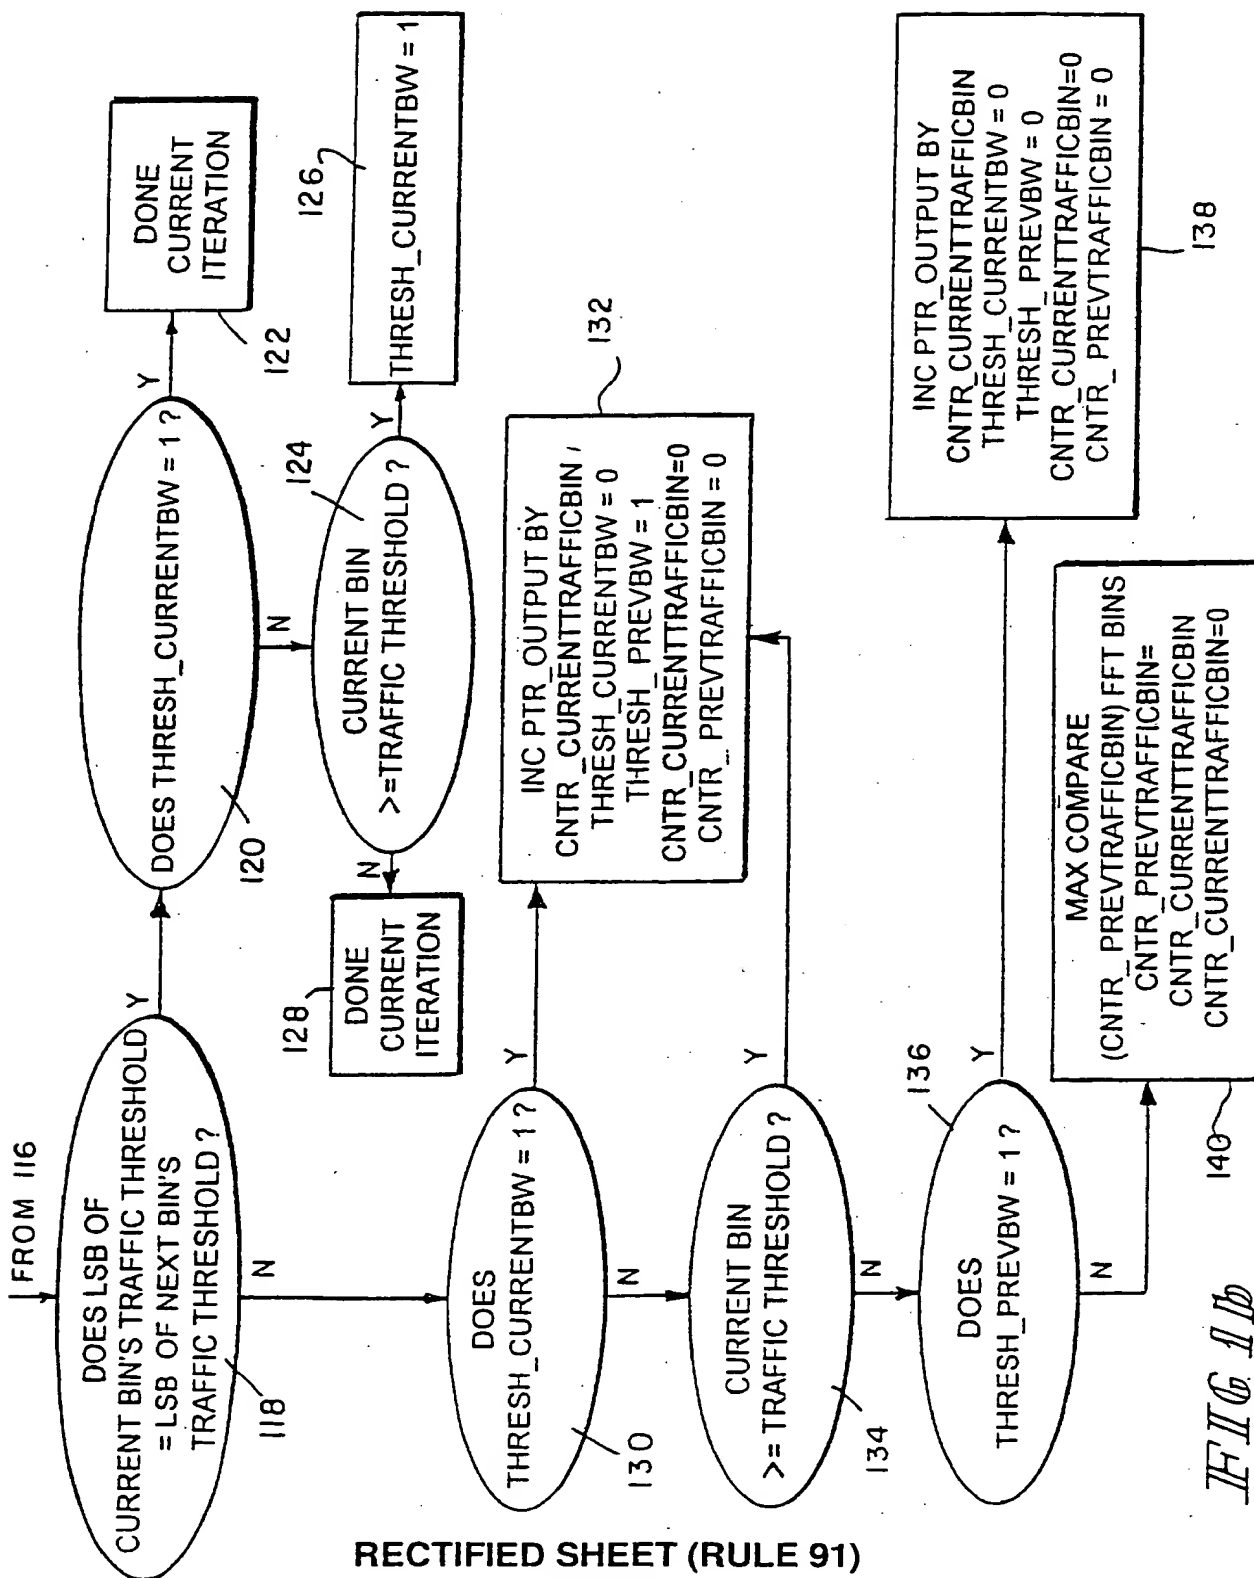 FROM 116
DOES LSB OF
CURRENT BIN'S TRAFFIC THRESHOLD
= LSB OF NEXT BIN'S
TRAFFIC THRESHOLD?
118
Y
N
DOES THRESH_CURRENTBW = 1 ?
120
Y
N
DONE
CURRENT
ITERATION
122
CURRENT BIN
>=TRAFFIC THRESHOLD ?
124
Y
N
THRESH_CURRENTBW = 1
126
DONE
CURRENT
ITERATION
128
DOES
THRESH_CURRENTBW = 1 ?
130
Y
N
INC PTR_OUTPUT BY
CNTR_CURRENTTRAFFICBIN
THRESH_CURRENTBW = 0
THRESH_PREVBW = 1
CNTR_CURRENTTRAFFICBIN=0
CNTR_PREVTRAFFICBIN = 0
132
CURRENT BIN
>= TRAFFIC THRESHOLD?
134
Y
N
DOES
THRESH_PREVBW = 1 ?
136
Y
N
INC PTR_OUTPUT BY
CNTR_CURRENTTRAFFICBIN
THRESH_CURRENTBW = 0
THRESH_PREVBW = 0
CNTR_CURRENTTRAFFICBIN=0
CNTR_PREVTRAFFICBIN = 0
138
MAX COMPARE
(CNTR_PREVTRAFFICBIN) FFT BINS
CNTR_PREVTRAFFICBIN=
CNTR_CURRENTTRAFFICBIN
CNTR_CURRENTTRAFFICBIN=0
140
FIG 11b
RECTIFIED SHEET (RULE 91)